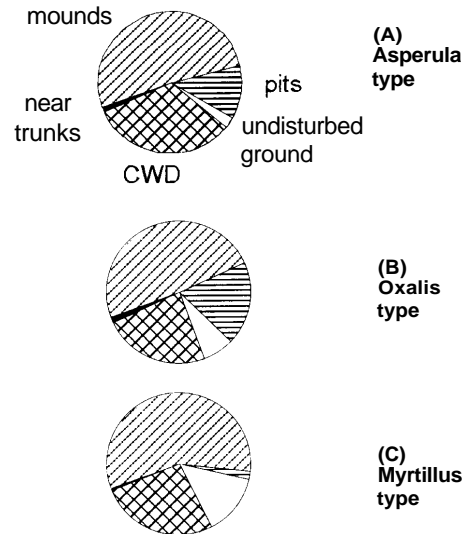 mounds
(A)
Asperula
type
pits
near
trunks
undisturbed
ground
CWD
(B)
Oxalis
type
(C)
Myrtillus
type